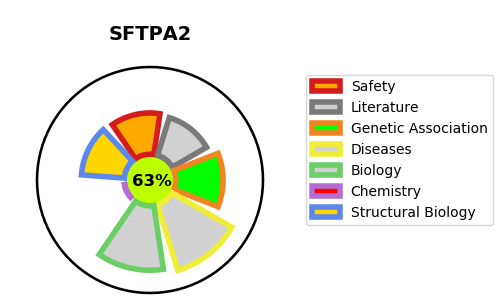 SFTPA2
63%
Safety
Literature
Genetic Association
Diseases
Biology
Chemistry
Structural Biology